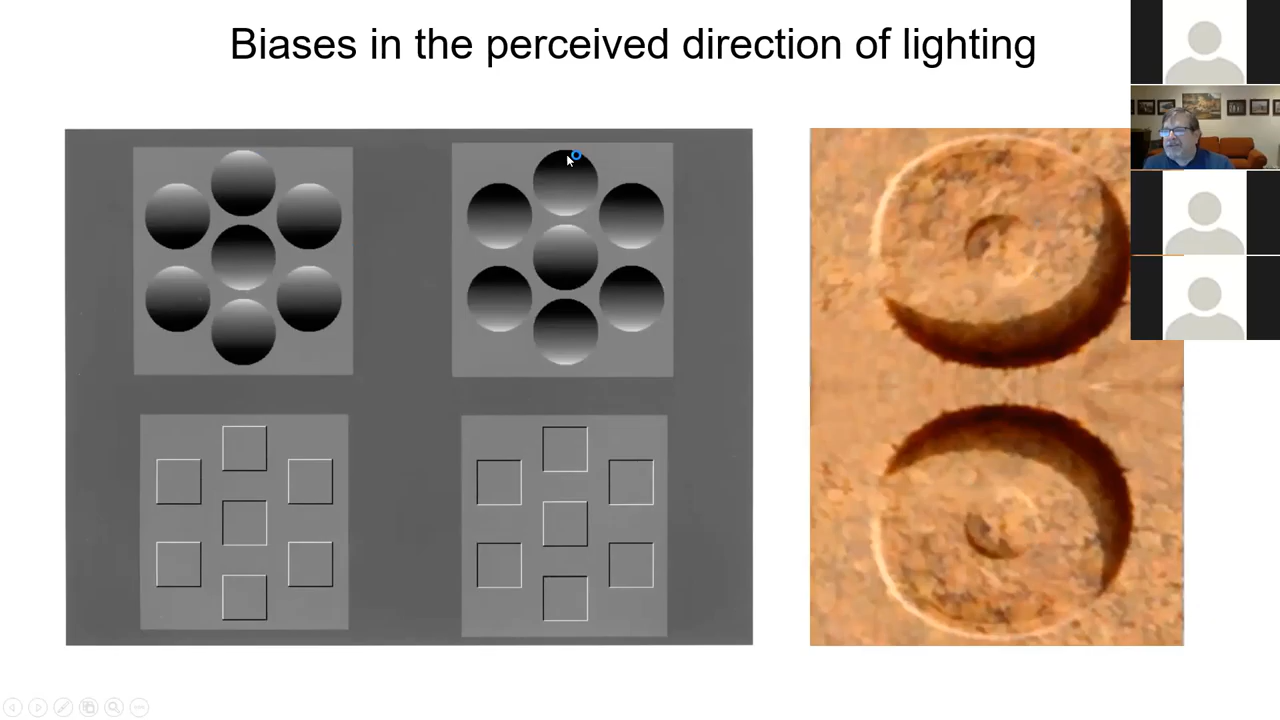 Biases in the perceived direction of lighting